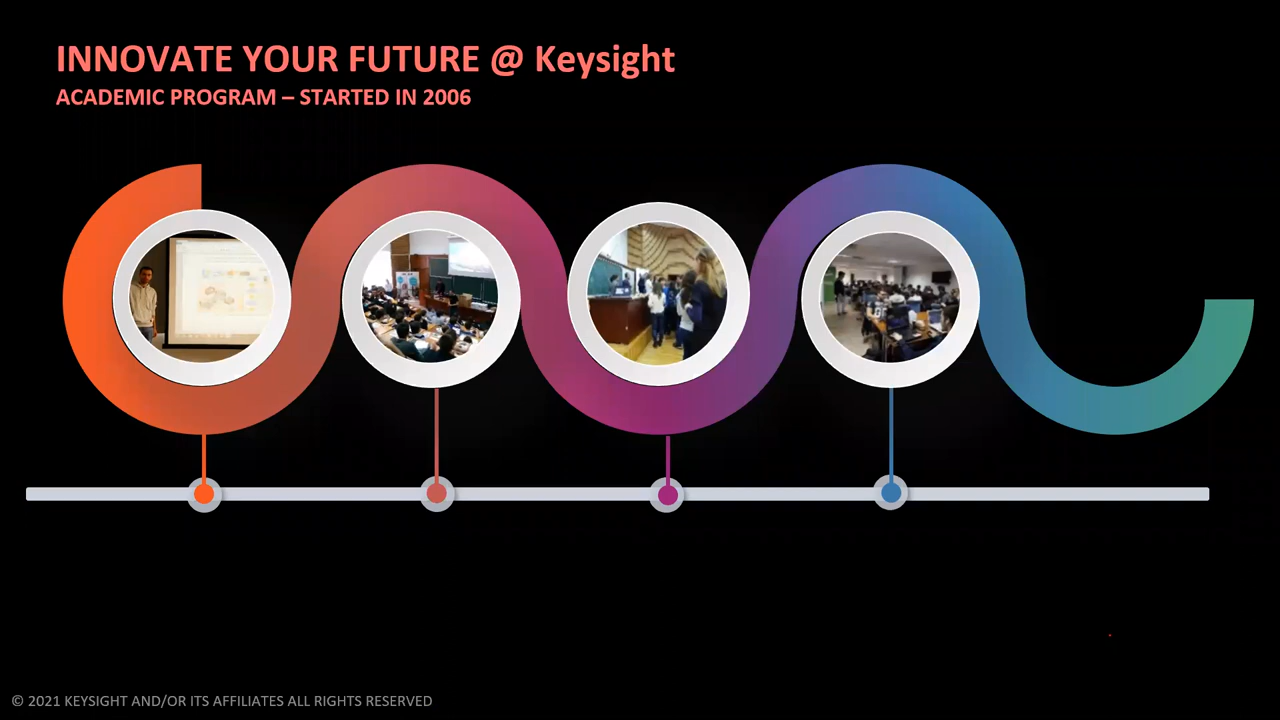 INNOVATE YOUR FUTURE @ Keysight
ACADEMIC PROGRAM – STARTED IN 2006
© 2021 KEYSIGHT AND/OR ITS AFFILIATES ALL RIGHTS RESERVED